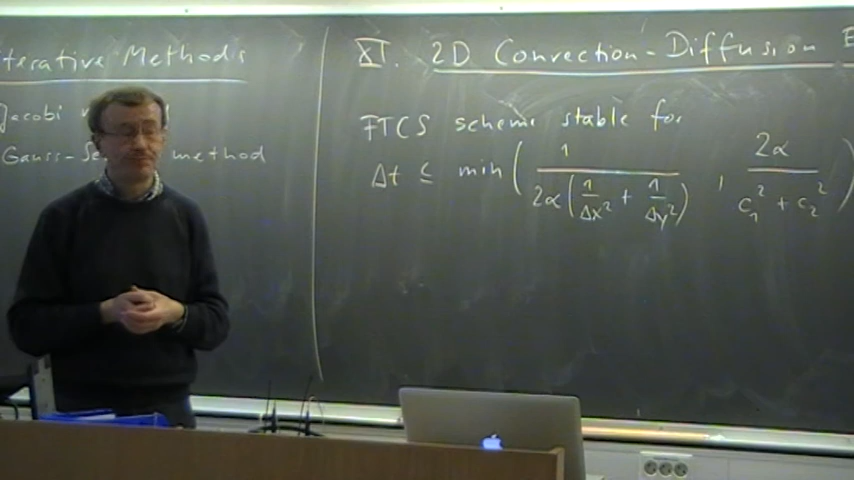 terative Methods
Jacobi
Gauss-Se method
XI. 2D Convection-Diffusion E
FTCS scheme stable for
Δt ≤ min ( 1 / 2α(1/Δx² + 1/Δy²) , 2α / c₁² + c₂² )